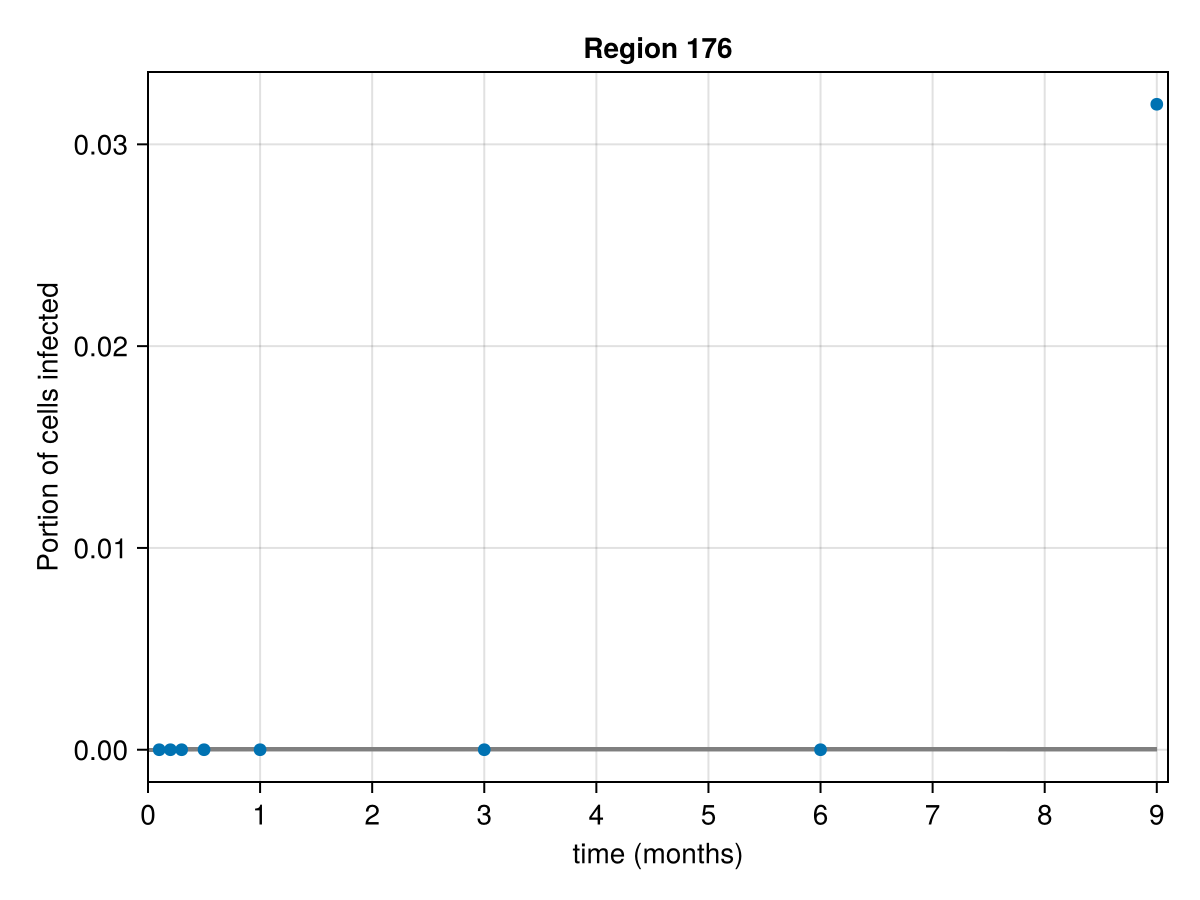 Region 176
Portion of cells infected
0.03
0.02
0.01
0.00
0 1 2 3 4 5 6 7 8 9
time (months)